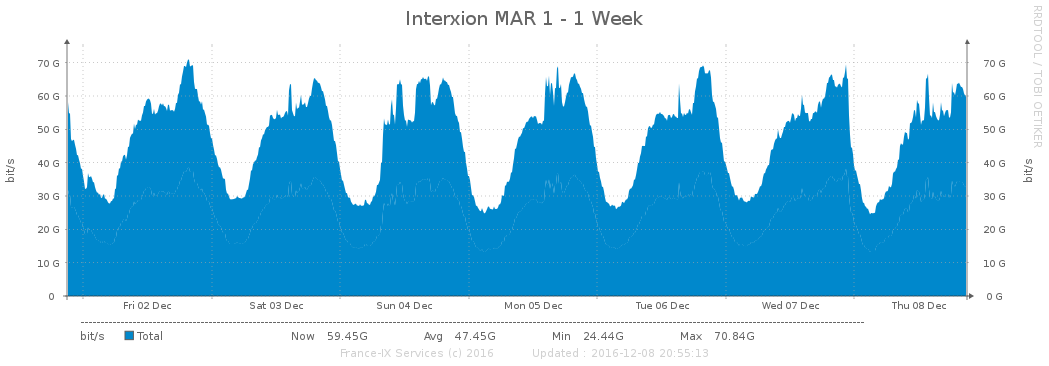 Interxion MAR 1 - 1 Week
RRDTOOL / TOBI OETIKER
bit/s
70 G
60 G
50 G
40 G
30 G
20 G
10 G
0
70 G
60 G
50 G
40 G
30 G
20 G
10 G
0 G
bit/s
Fri 02 Dec Sat 03 Dec Sun 04 Dec Mon 05 Dec Tue 06 Dec Wed 07 Dec Thu 08 Dec
bit/s Total Now 59.45G Avg 47.45G Min 24.44G Max 70.84G
France-IX Services (c) 2016 Updated : 2016-12-08 20:55:13